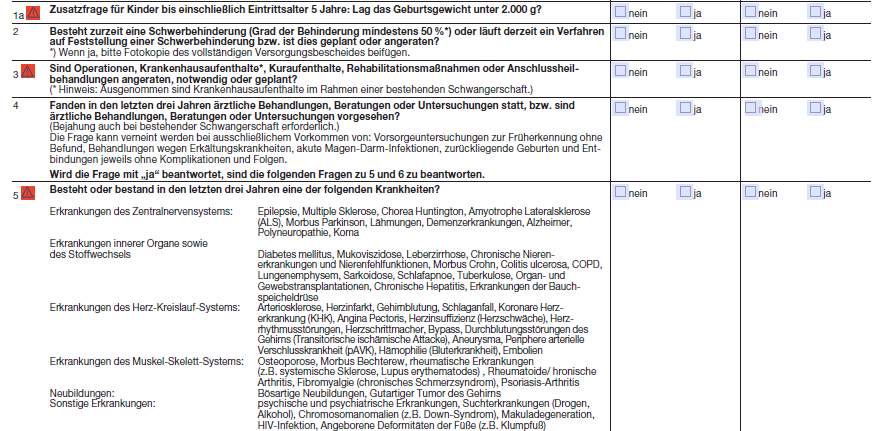 1a Zusatzfrage für Kinder bis einschließlich Eintrittsalter 5 Jahre: Lag das Geburtsgewicht unter 2.000 g? nein ja nein ja
2 Besteht zurzeit eine Schwerbehinderung (Grad der Behinderung mindestens 50 %*) oder läuft derzeit ein Verfahren nein ja nein ja
auf Feststellung einer Schwerbehinderung bzw. ist dies geplant oder angeraten?
*) Wenn ja, bitte Fotokopie des vollständigen Versorgungsbescheides beifügen.
3 Sind Operationen, Krankenhausaufenthalte*, Kuraufenthalte, Rehabilitationsmaßnahmen oder Anschlussheil- nein ja nein ja
behandlungen angeraten, notwendig oder geplant?
(* Hinweis: Ausgenommen sind Krankenhausaufenthalte im Rahmen einer bestehenden Schwangerschaft.)
4 Fanden in den letzten drei Jahren ärztliche Behandlungen, Beratungen oder Untersuchungen statt, bzw. sind nein ja nein ja
ärztliche Behandlungen, Beratungen oder Untersuchungen vorgesehen?
(Bejahung auch bei bestehender Schwangerschaft erforderlich.)
Die Frage kann verneint werden bei ausschließlichem Vorkommen von: Vorsorgeuntersuchungen zur Früherkennung ohne
Befund, Behandlungen wegen Erkältungskrankheiten, akute Magen-Darm-Infektionen, zurückliegende Geburten und Ent-
bindungen jeweils ohne Komplikationen und Folgen.
Wird die Frage mit „ja“ beantwortet, sind die folgenden Fragen zu 5 und 6 zu beantworten.
5 Besteht oder bestand in den letzten drei Jahren eine der folgenden Krankheiten? nein ja nein ja
Erkrankungen des Zentralnervensystems: Epilepsie, Multiple Sklerose, Chorea Huntington, Amyotrophe Lateralsklerose
(ALS), Morbus Parkinson, Lähmungen, Demenzerkrankungen, Alzheimer,
Polyneuropathie, Koma
Erkrankungen innerer Organe sowie
des Stoffwechsels Diabetes mellitus, Mukoviszidose, Leberzirrhose, Chronische Nieren-
erkrankungen und Nierenfehlfunktionen, Morbus Crohn, Colitis ulcerosa, COPD,
Lungenemphysem, Sarkoidose, Schlafapnoe, Tuberkulose, Organ- und
Gewebstransplantationen, Chronische Hepatitis, Erkrankungen der Bauch-
speicheldrüse
Erkrankungen des Herz-Kreislauf-Systems: Arteriosklerose, Herzinfarkt, Gehirnblutung, Schlaganfall, Koronare Herz-
erkrankung (KHK), Angina Pectoris, Herzinsuffizienz (Herzschwäche), Herz-
rhythmusstörungen, Herzschrittmacher, Bypass, Durchblutungsstörungen des
Gehirns (Transitorische ischämische Attacke), Aneurysma, Periphere arterielle
Verschlusskrankheit (pAVK), Hämophilie (Bluterkrankheit), Embolien
Erkrankungen des Muskel-Skelett-Systems: Osteoporose, Morbus Bechterew, rheumatische Erkrankungen
(z.B. systemische Sklerose, Lupus erythematodes) , Rheumatoide/ hronische
Arthritis, Fibromyalgie (chronisches Schmerzsyndrom), Psoriasis-Arthritis
Neubildungen: Bösartige Neubildungen, Gutartiger Tumor des Gehirns
Sonstige Erkrankungen: psychische und psychiatrische Erkrankungen, Suchterkrankungen (Drogen,
Alkohol), Chromosomanomalien (z.B. Down-Syndrom), Makuladegeneration,
HIV-Infektion, Angeborene Deformitäten der Füße (z.B. Klumpfuß)